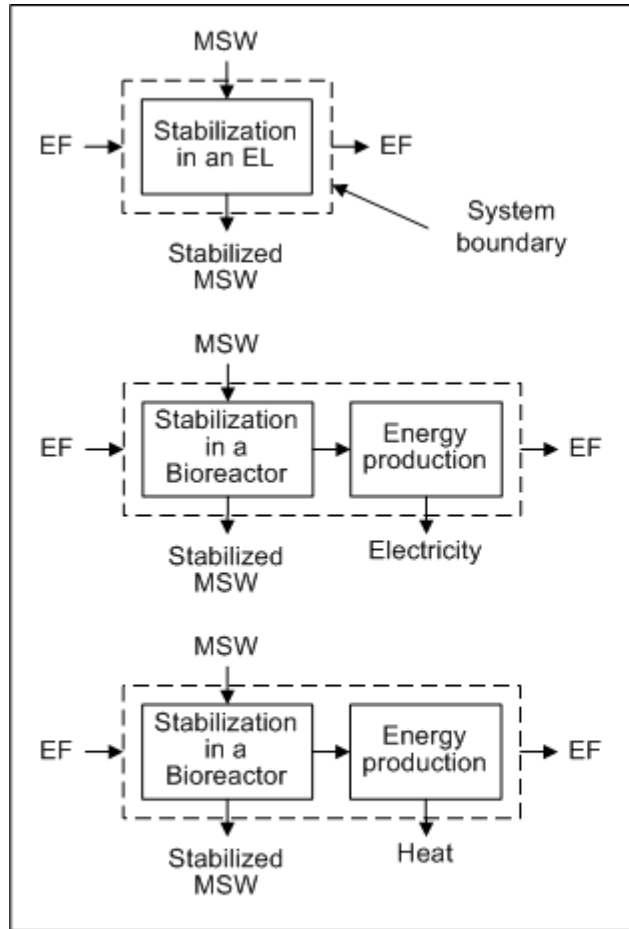 MSW
Stabilization
in an EL
EF
EF
System
boundary
Stabilized
MSW
MSW
Stabilization
in a
Bioreactor
Energy
production
EF
EF
Stabilized
MSW
Electricity
MSW
Stabilization
in a
Bioreactor
Energy
production
EF
EF
Stabilized
MSW
Heat